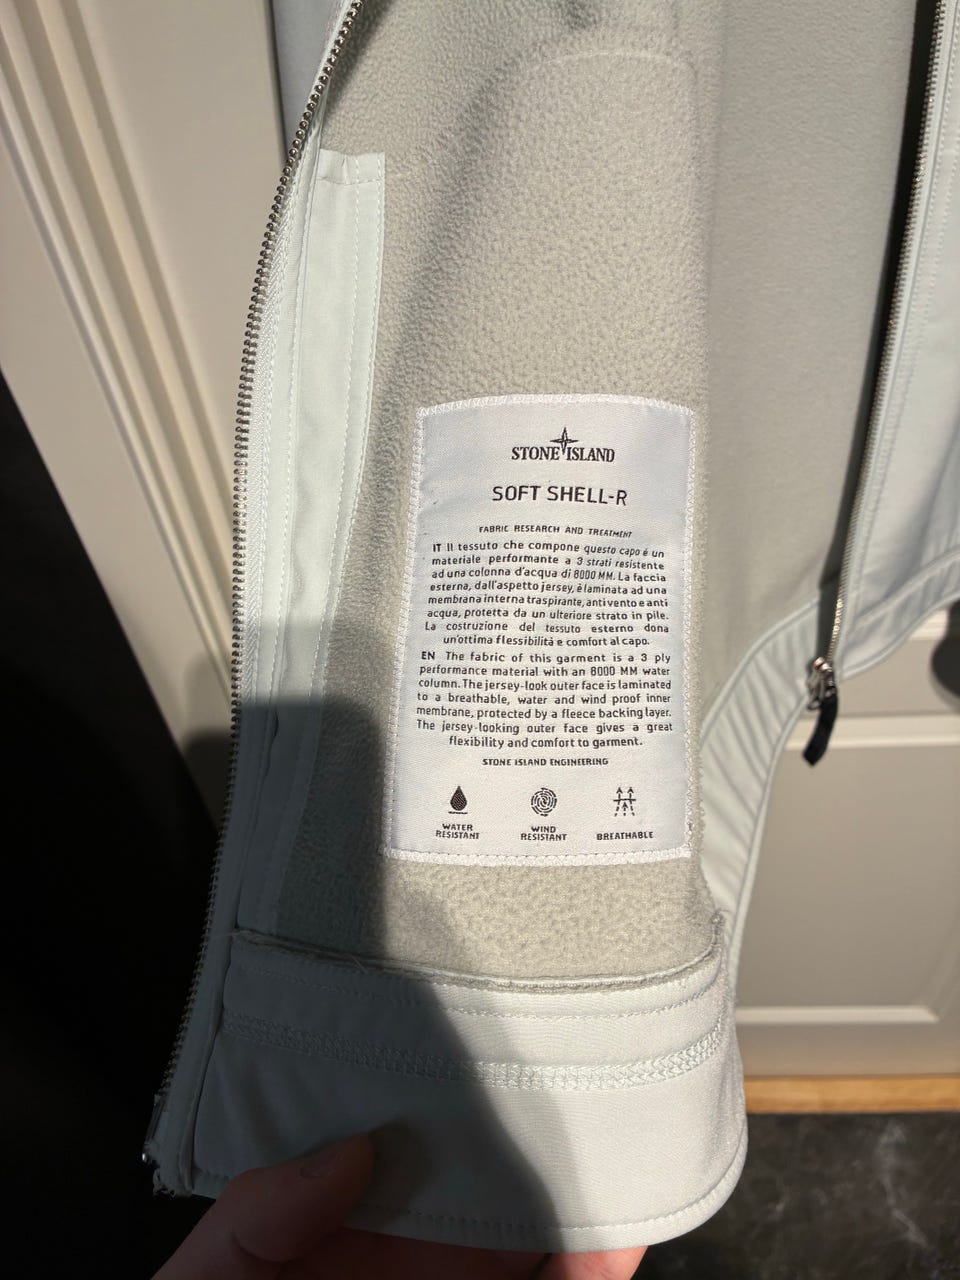 STONE ISLAND
SOFT SHELL-R
FABRIC RESEARCH AND TREATMENT
IT Il tessuto che compone questo capo è un
materiale performante a 3 strati resistente
ad una colonna d'acqua di 8000 MM. La faccia
esterna, dall'aspetto jersey, è laminata ad una
membrana interna traspirante, antivento e anti
acqua, protetta da un ulteriore strato in pile.
La costruzione del tessuto esterno dona
un'ottima flessibilità e comfort al capo.
EN The fabric of this garment is a 3 ply
performance material with an 8000 MM water
column. The jersey-look outer face is laminated
to a breathable, water and wind proof inner
membrane, protected by a fleece backing layer.
The jersey-looking outer face gives a great
flexibility and comfort to garment.
STONE ISLAND ENGINEERING
WATER
RESISTANT
WIND
RESISTANT
BREATHABLE